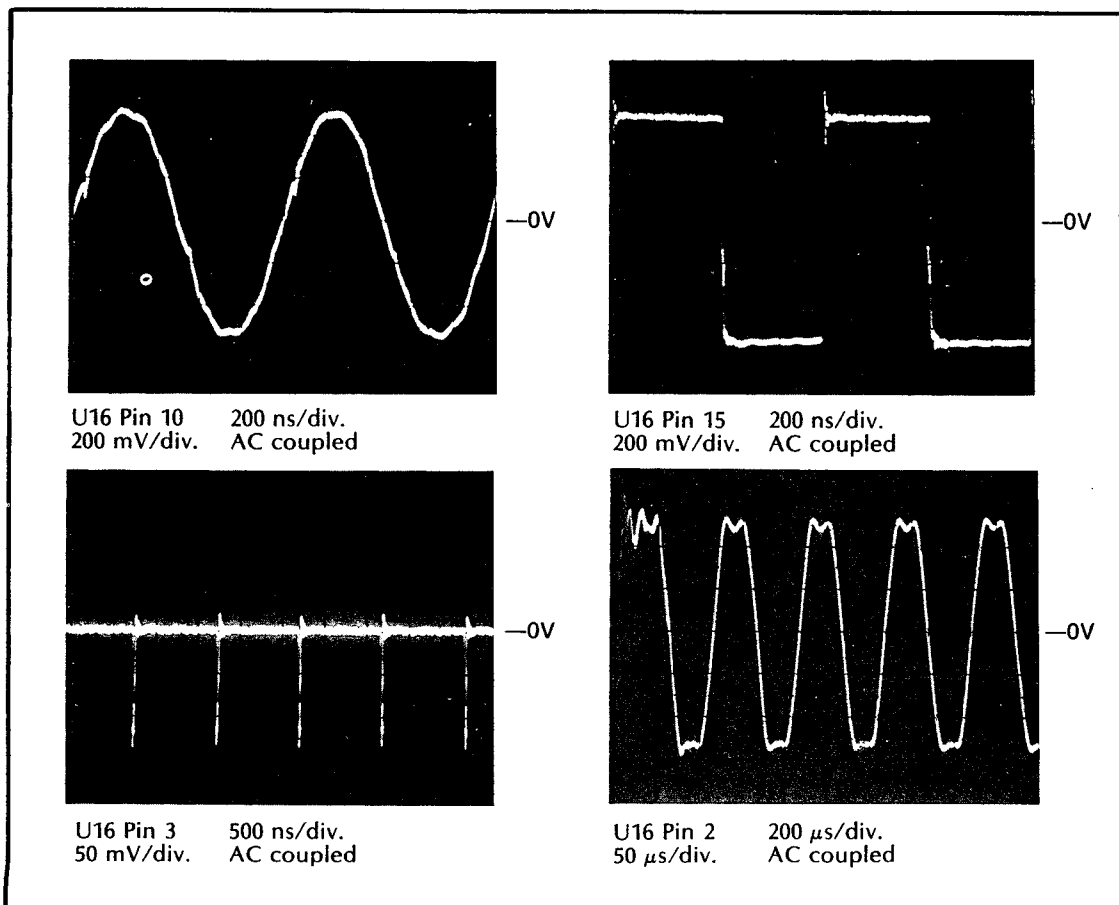 —0V
—0V
U16 Pin 10 200 ns/div.
200 mV/div. AC coupled
U16 Pin 15 200 ns/div.
200 mV/div. AC coupled
—0V
—0V
U16 Pin 3 500 ns/div.
50 mV/div. AC coupled
U16 Pin 2 200 μs/div.
50 μs/div. AC coupled